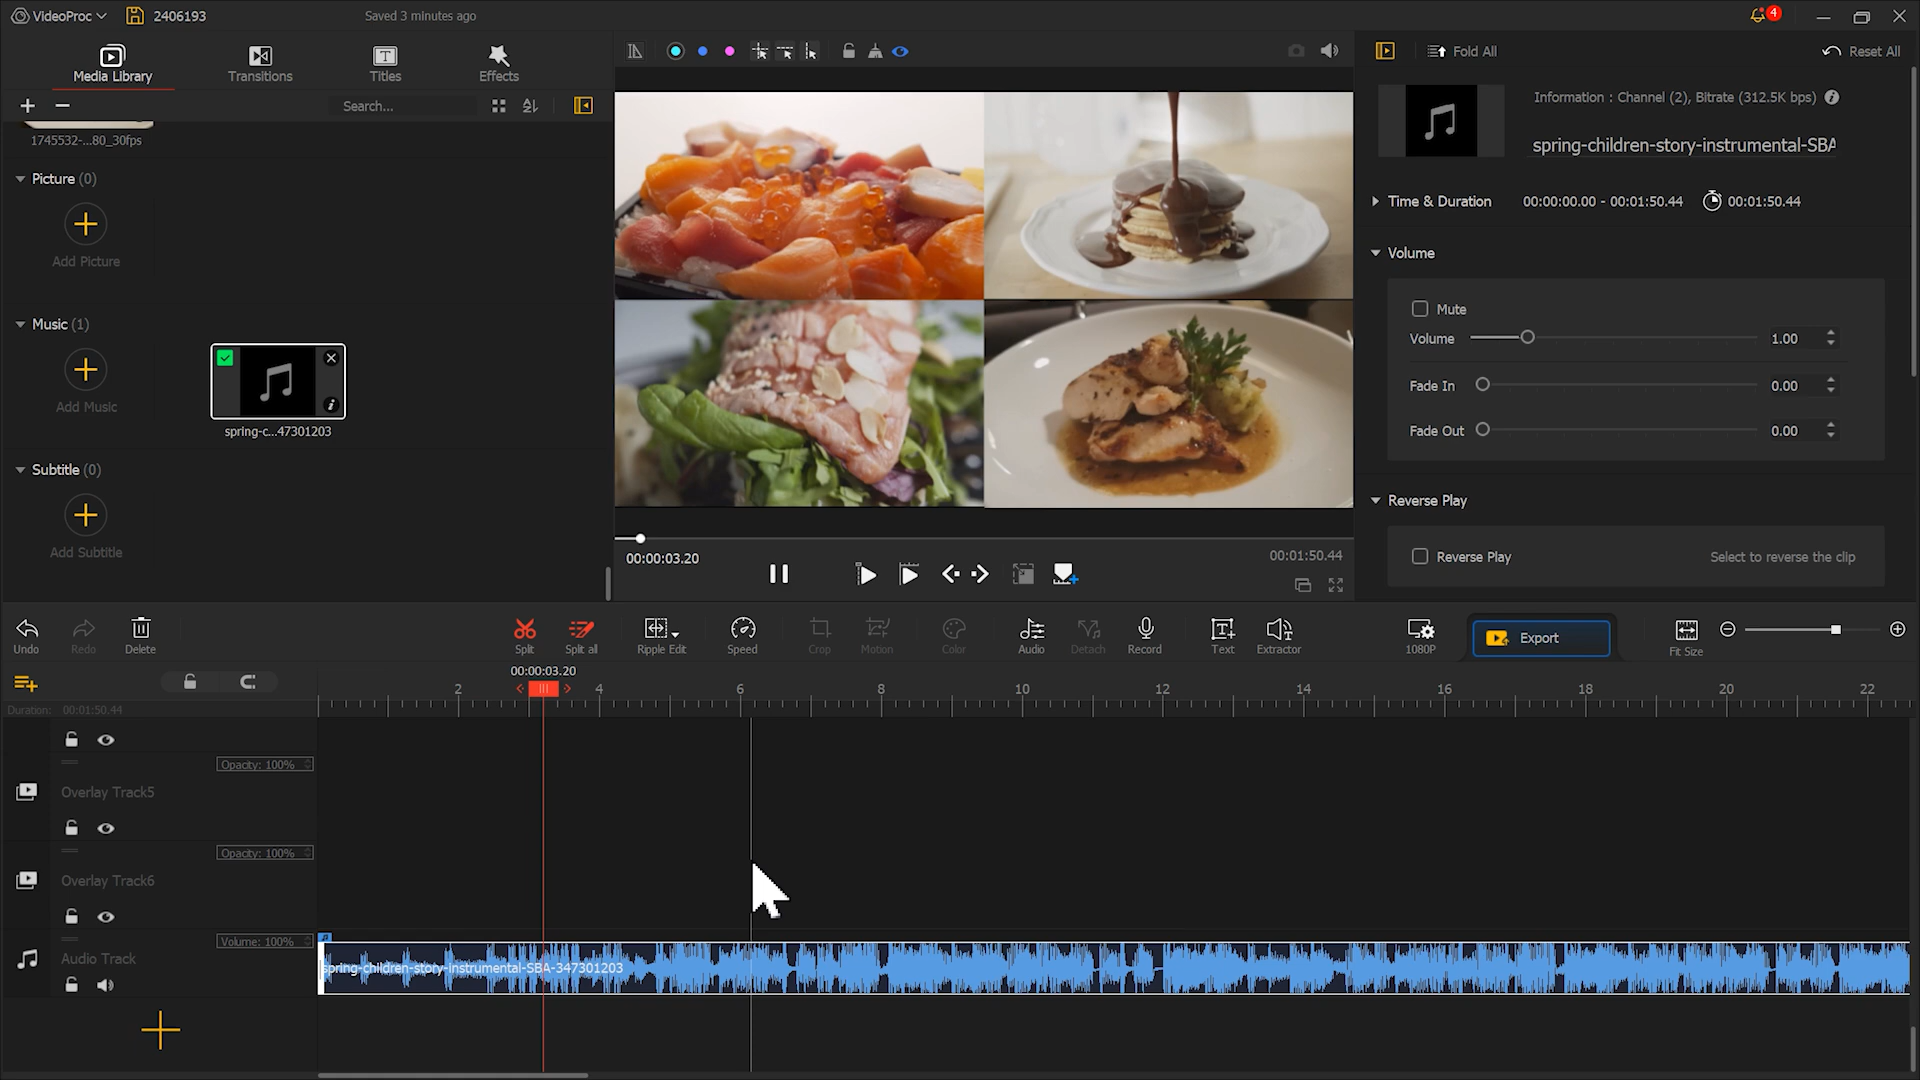 VideoProc
2406193
Saved 3 minutes ago
4
Media Library
Transitions
Titles
Effects
Fold All
Reset All
Search...
1745532-...80_30fps
Picture (0)
Add Picture
Music (1)
Add Music
spring-c...47301203
Subtitle (0)
Add Subtitle
Information : Channel (2), Bitrate (312.5K bps)
spring-children-story-instrumental-SBA
Time & Duration
00:00:00.00 - 00:01:50.44
00:01:50.44
Volume
Mute
Volume
1.00
Fade In
0.00
Fade Out
0.00
Reverse Play
Reverse Play
Select to reverse the clip
00:00:03.20
00:01:50.44
Undo
Redo
Delete
Split
Split all
Ripple Edit
Speed
Crop
Motion
Color
Audio
Detach
Record
Text
Extractor
1080P
Export
Fit Size
00:00:03.20
2
4
6
8
10
12
14
16
18
20
22
Duration:
00:01:50.44
Opacity: 100%
Overlay Track5
Opacity: 100%
Overlay Track6
Volume: 100%
Audio Track
spring-children-story-instrumental-SBA-347301203